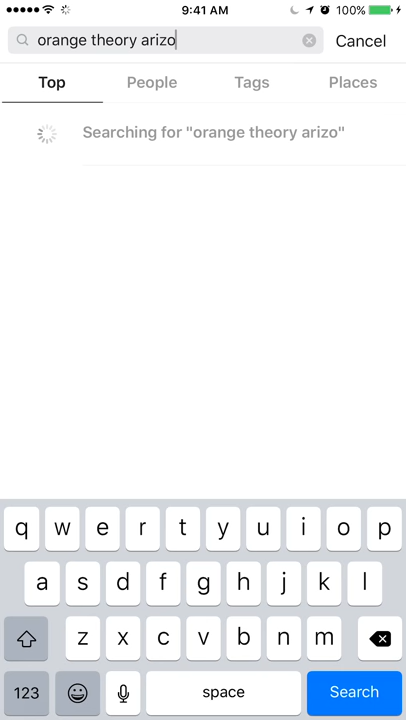 9:41 AM 100%
orange theory arizo Cancel
Top People Tags Places
Searching for "orange theory arizo"
q w e r t y u i o p
a s d f g h j k l
z x c v b n m
123 space Search